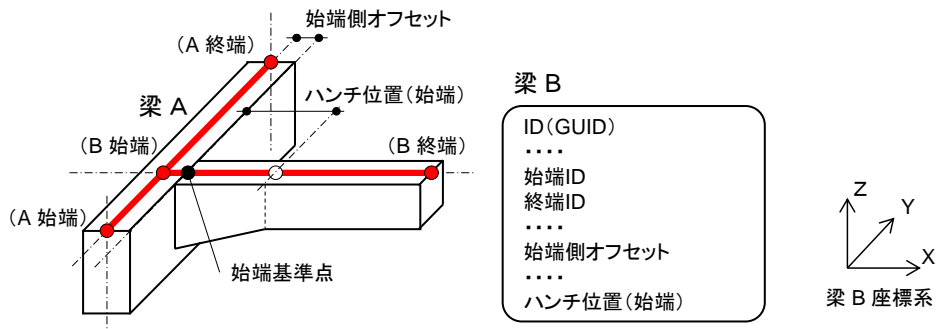 始端側オフセット
(A 終端)
梁 A
ハンチ位置(始端)
(B 始端)
(B 終端)
(A 始端)
始端基準点
梁 B
ID(GUID)
‥‥
始端ID
終端ID
‥‥
始端側オフセット
‥‥
ハンチ位置(始端)
Z
Y
X
梁 B 座標系